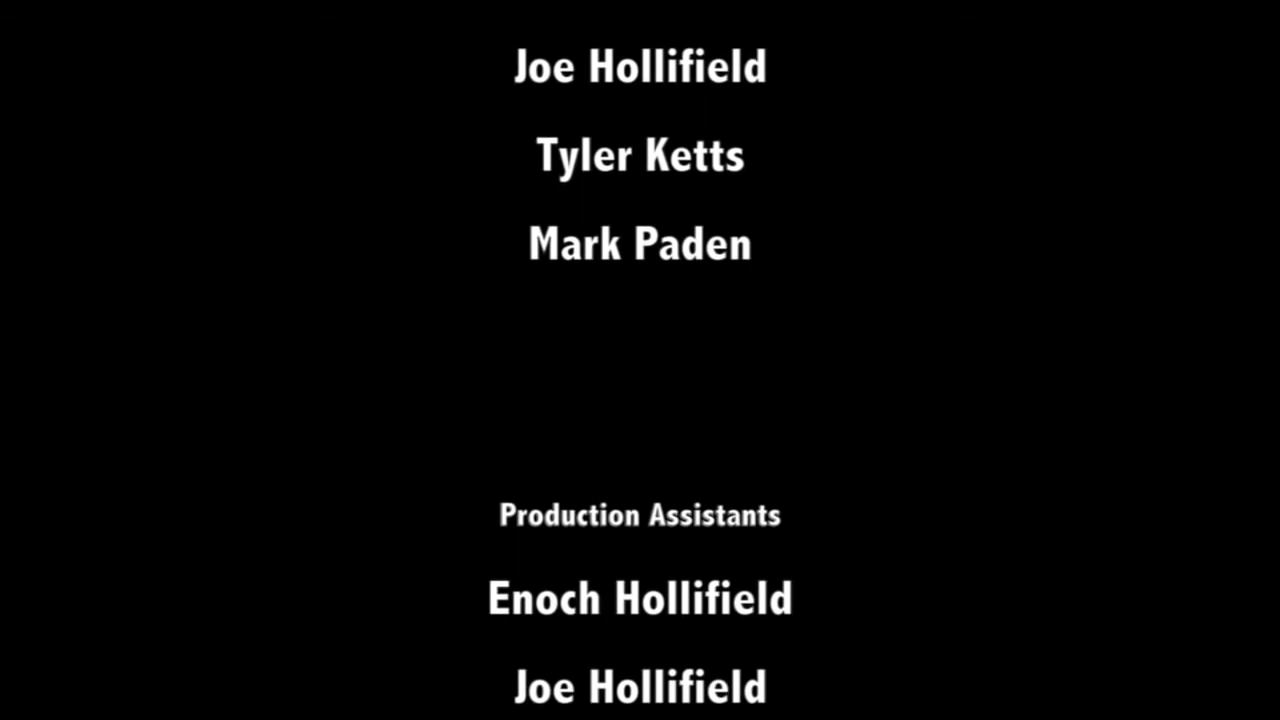 Joe Hollifield
Tyler Ketts
Mark Paden
Production Assistants
Enoch Hollifield
Joe Hollifield